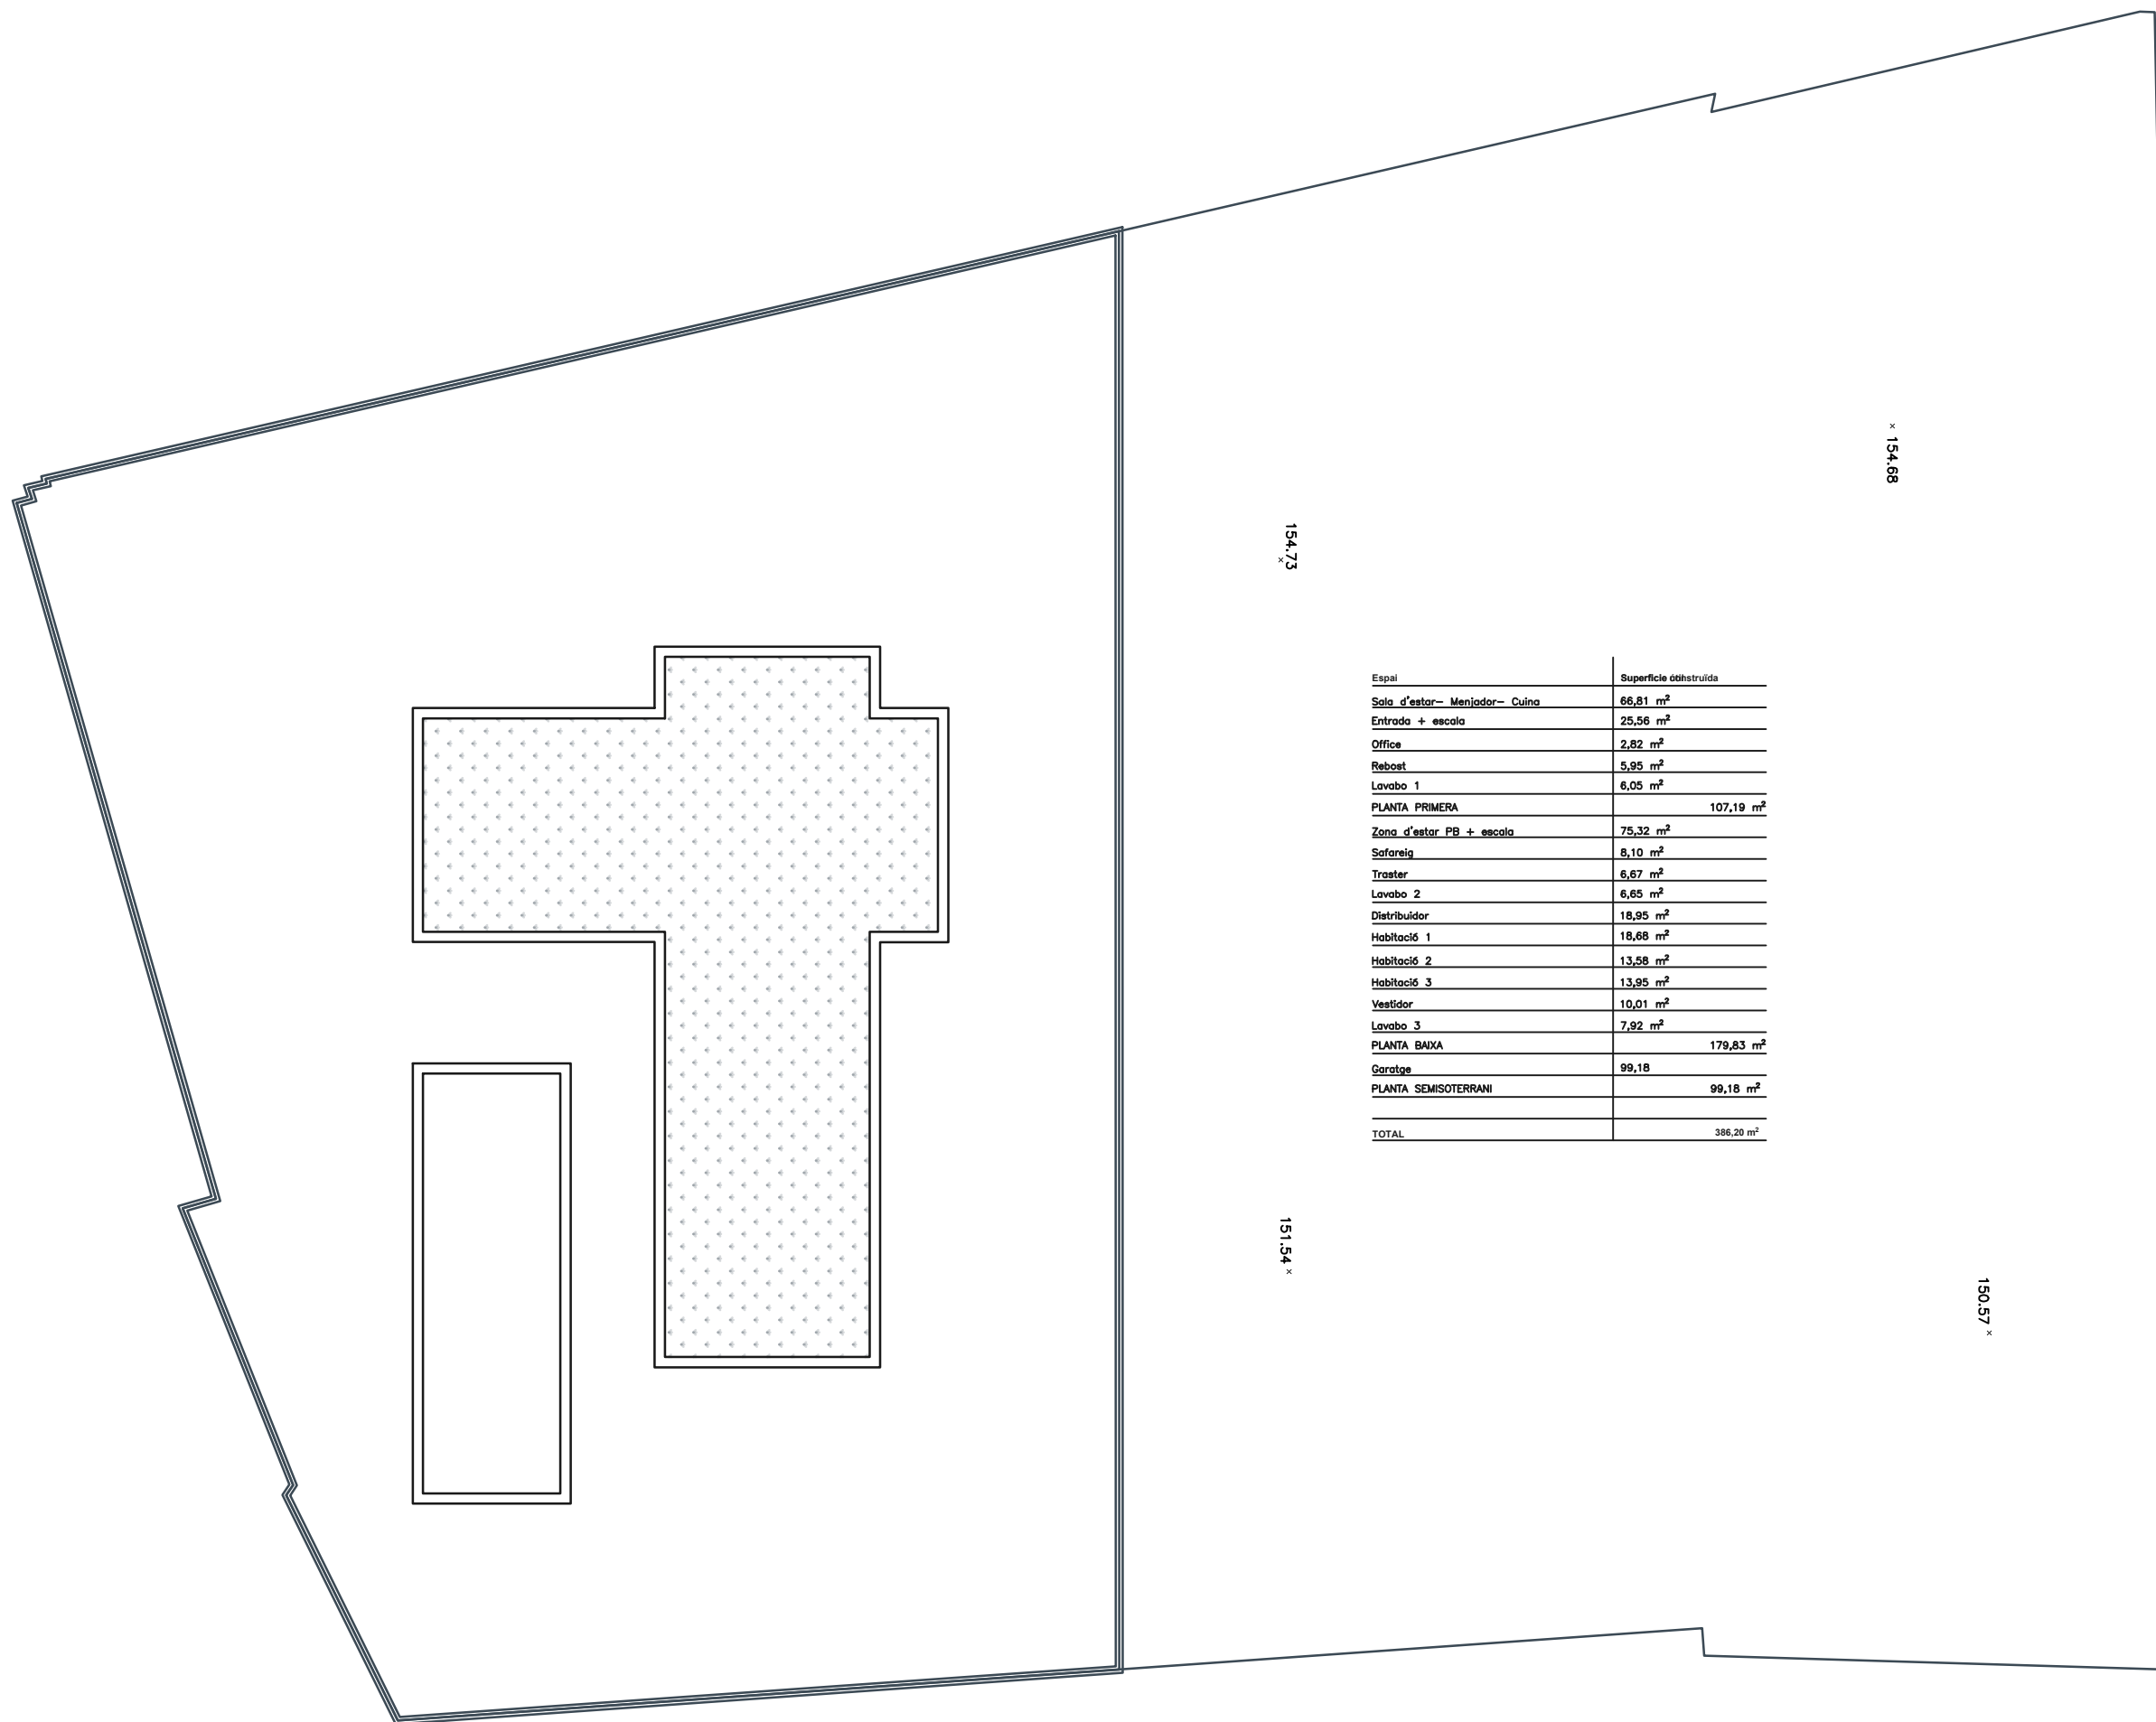 154.68
154.73
Espai Superficie
Sala d'estar- Menjador- Cuina 66,81 m²
Entrada + escala 25,56 m²
Office 2,82 m²
Rebost 5,95 m²
Lavabo 1 6,05 m²
PLANTA PRIMERA 107,19 m²
Zona d'estar PB + escala 75,32 m²
Safareig 8,10 m²
Traster 6,67 m²
Lavabo 2 6,65 m²
Distribuidor 18,95 m²
Habitació 1 18,68 m²
Habitació 2 13,58 m²
Habitació 3 13,95 m²
Vestidor 10,01 m²
Lavabo 3 7,92 m²
PLANTA BAIXA 179,83 m²
Garatge 99,18
PLANTA SEMISOTERRANI 99,18 m²
TOTAL 386,20 m²
151.54
150.57